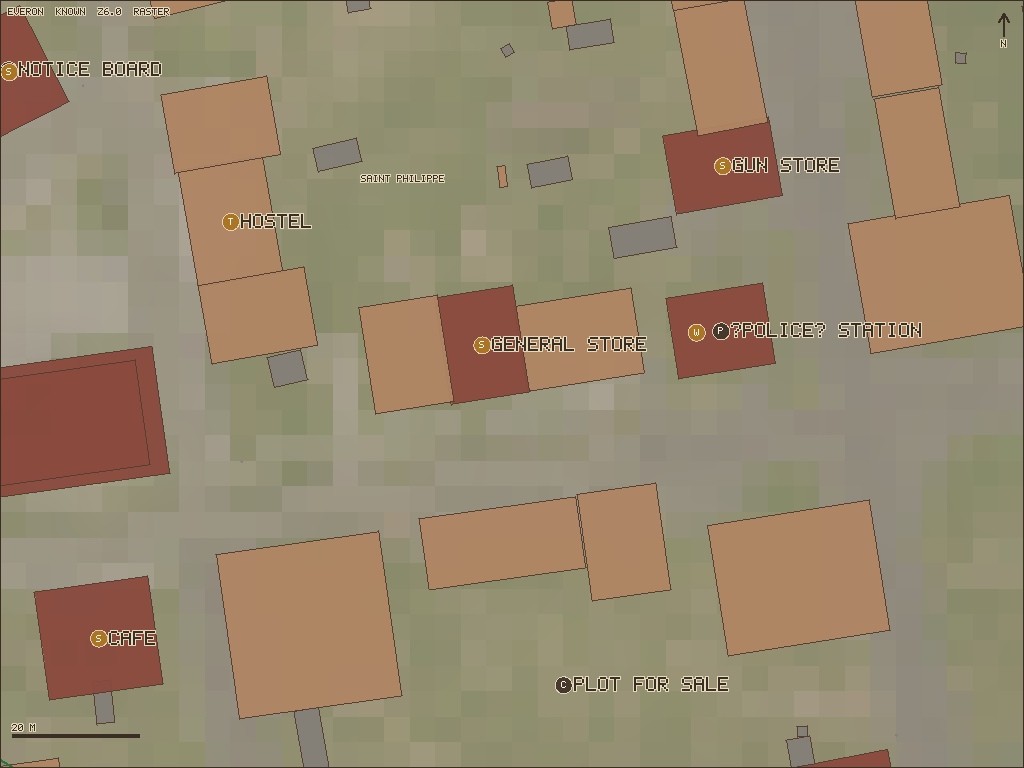 EVERON KNOWN Z6.0 RASTER
N
S NOTICE BOARD
S GUN STORE
SAINT PHILIPPE
T HOSTEL
W P ?POLICE? STATION
S GENERAL STORE
S CAFE
C PLOT FOR SALE
20 M